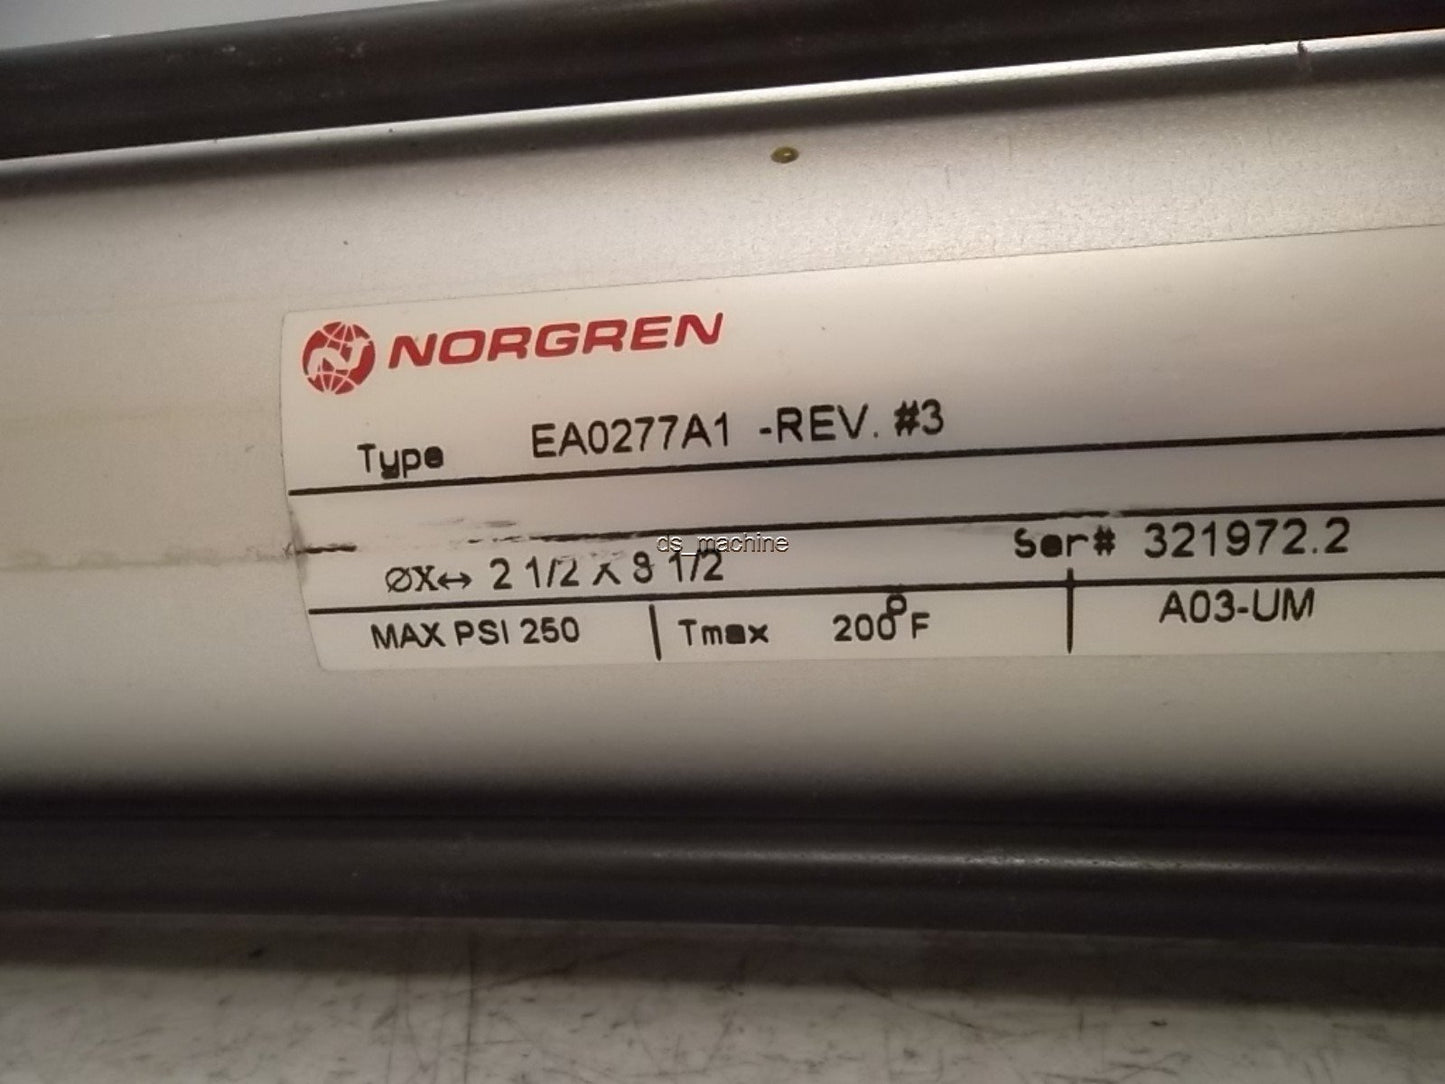 NORGREN
Type EA0277A1 -REV. #3
ds_machine
ØX↔ 2 1/2 X 8 1/2 Ser# 321972.2
MAX PSI 250 Tmax 200°F A03-UM